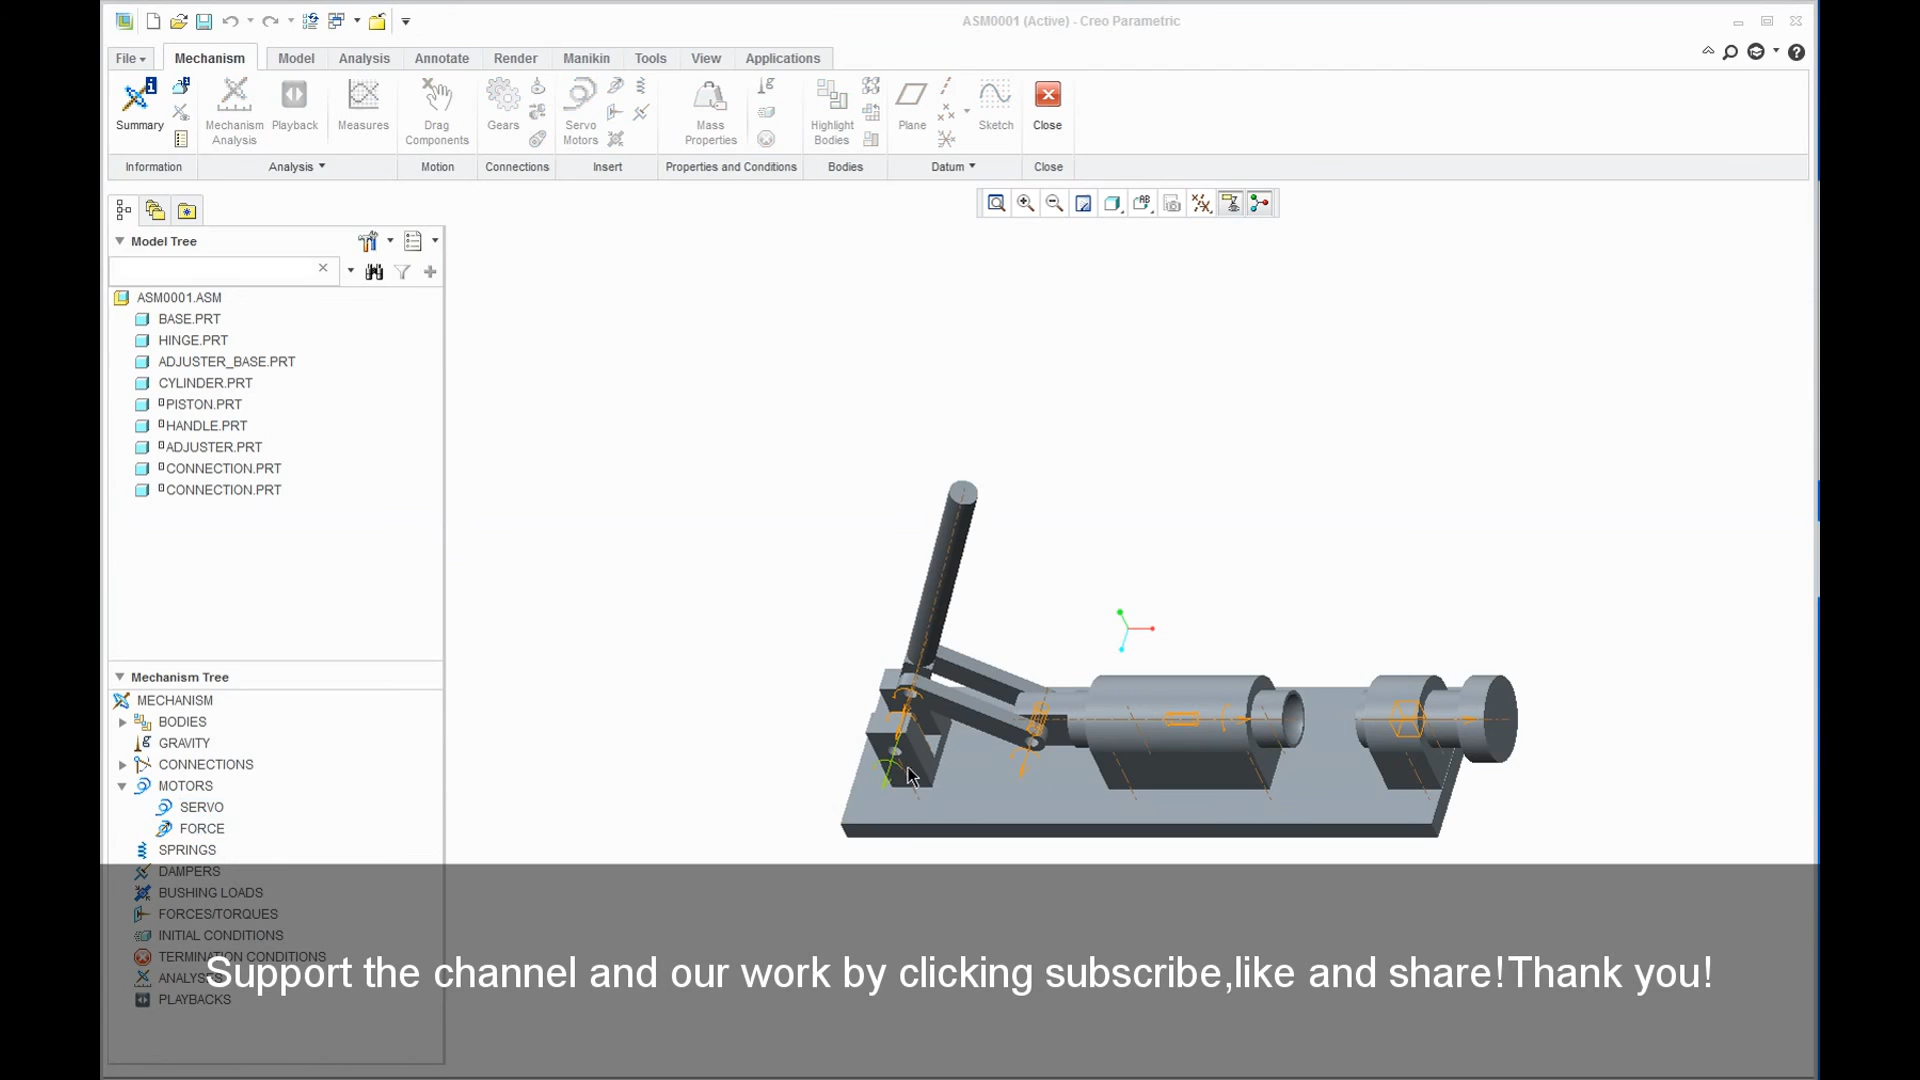 ASM0001 (Active) - Creo Parametric
File Mechanism Model Analysis Annotate Render Manikin Tools View Applications
Summary
Mechanism Analysis
Playback
Measures
Drag Components
Gears
Servo Motors
Mass Properties
Highlight Bodies
Plane
Sketch
Close
Information Analysis Motion Connections Insert Properties and Conditions Bodies Datum Close
Model Tree
ASM0001.ASM
BASE.PRT
HINGE.PRT
ADJUSTER_BASE.PRT
CYLINDER.PRT
PISTON.PRT
HANDLE.PRT
ADJUSTER.PRT
CONNECTION.PRT
CONNECTION.PRT
Mechanism Tree
MECHANISM
BODIES
GRAVITY
CONNECTIONS
MOTORS
SERVO
FORCE
SPRINGS
DAMPERS
BUSHING LOADS
FORCES/TORQUES
INITIAL CONDITIONS
TERMINATION CONDITIONS
ANALYSES
PLAYBACKS
Support the channel and our work by clicking subscribe,like and share!Thank you!